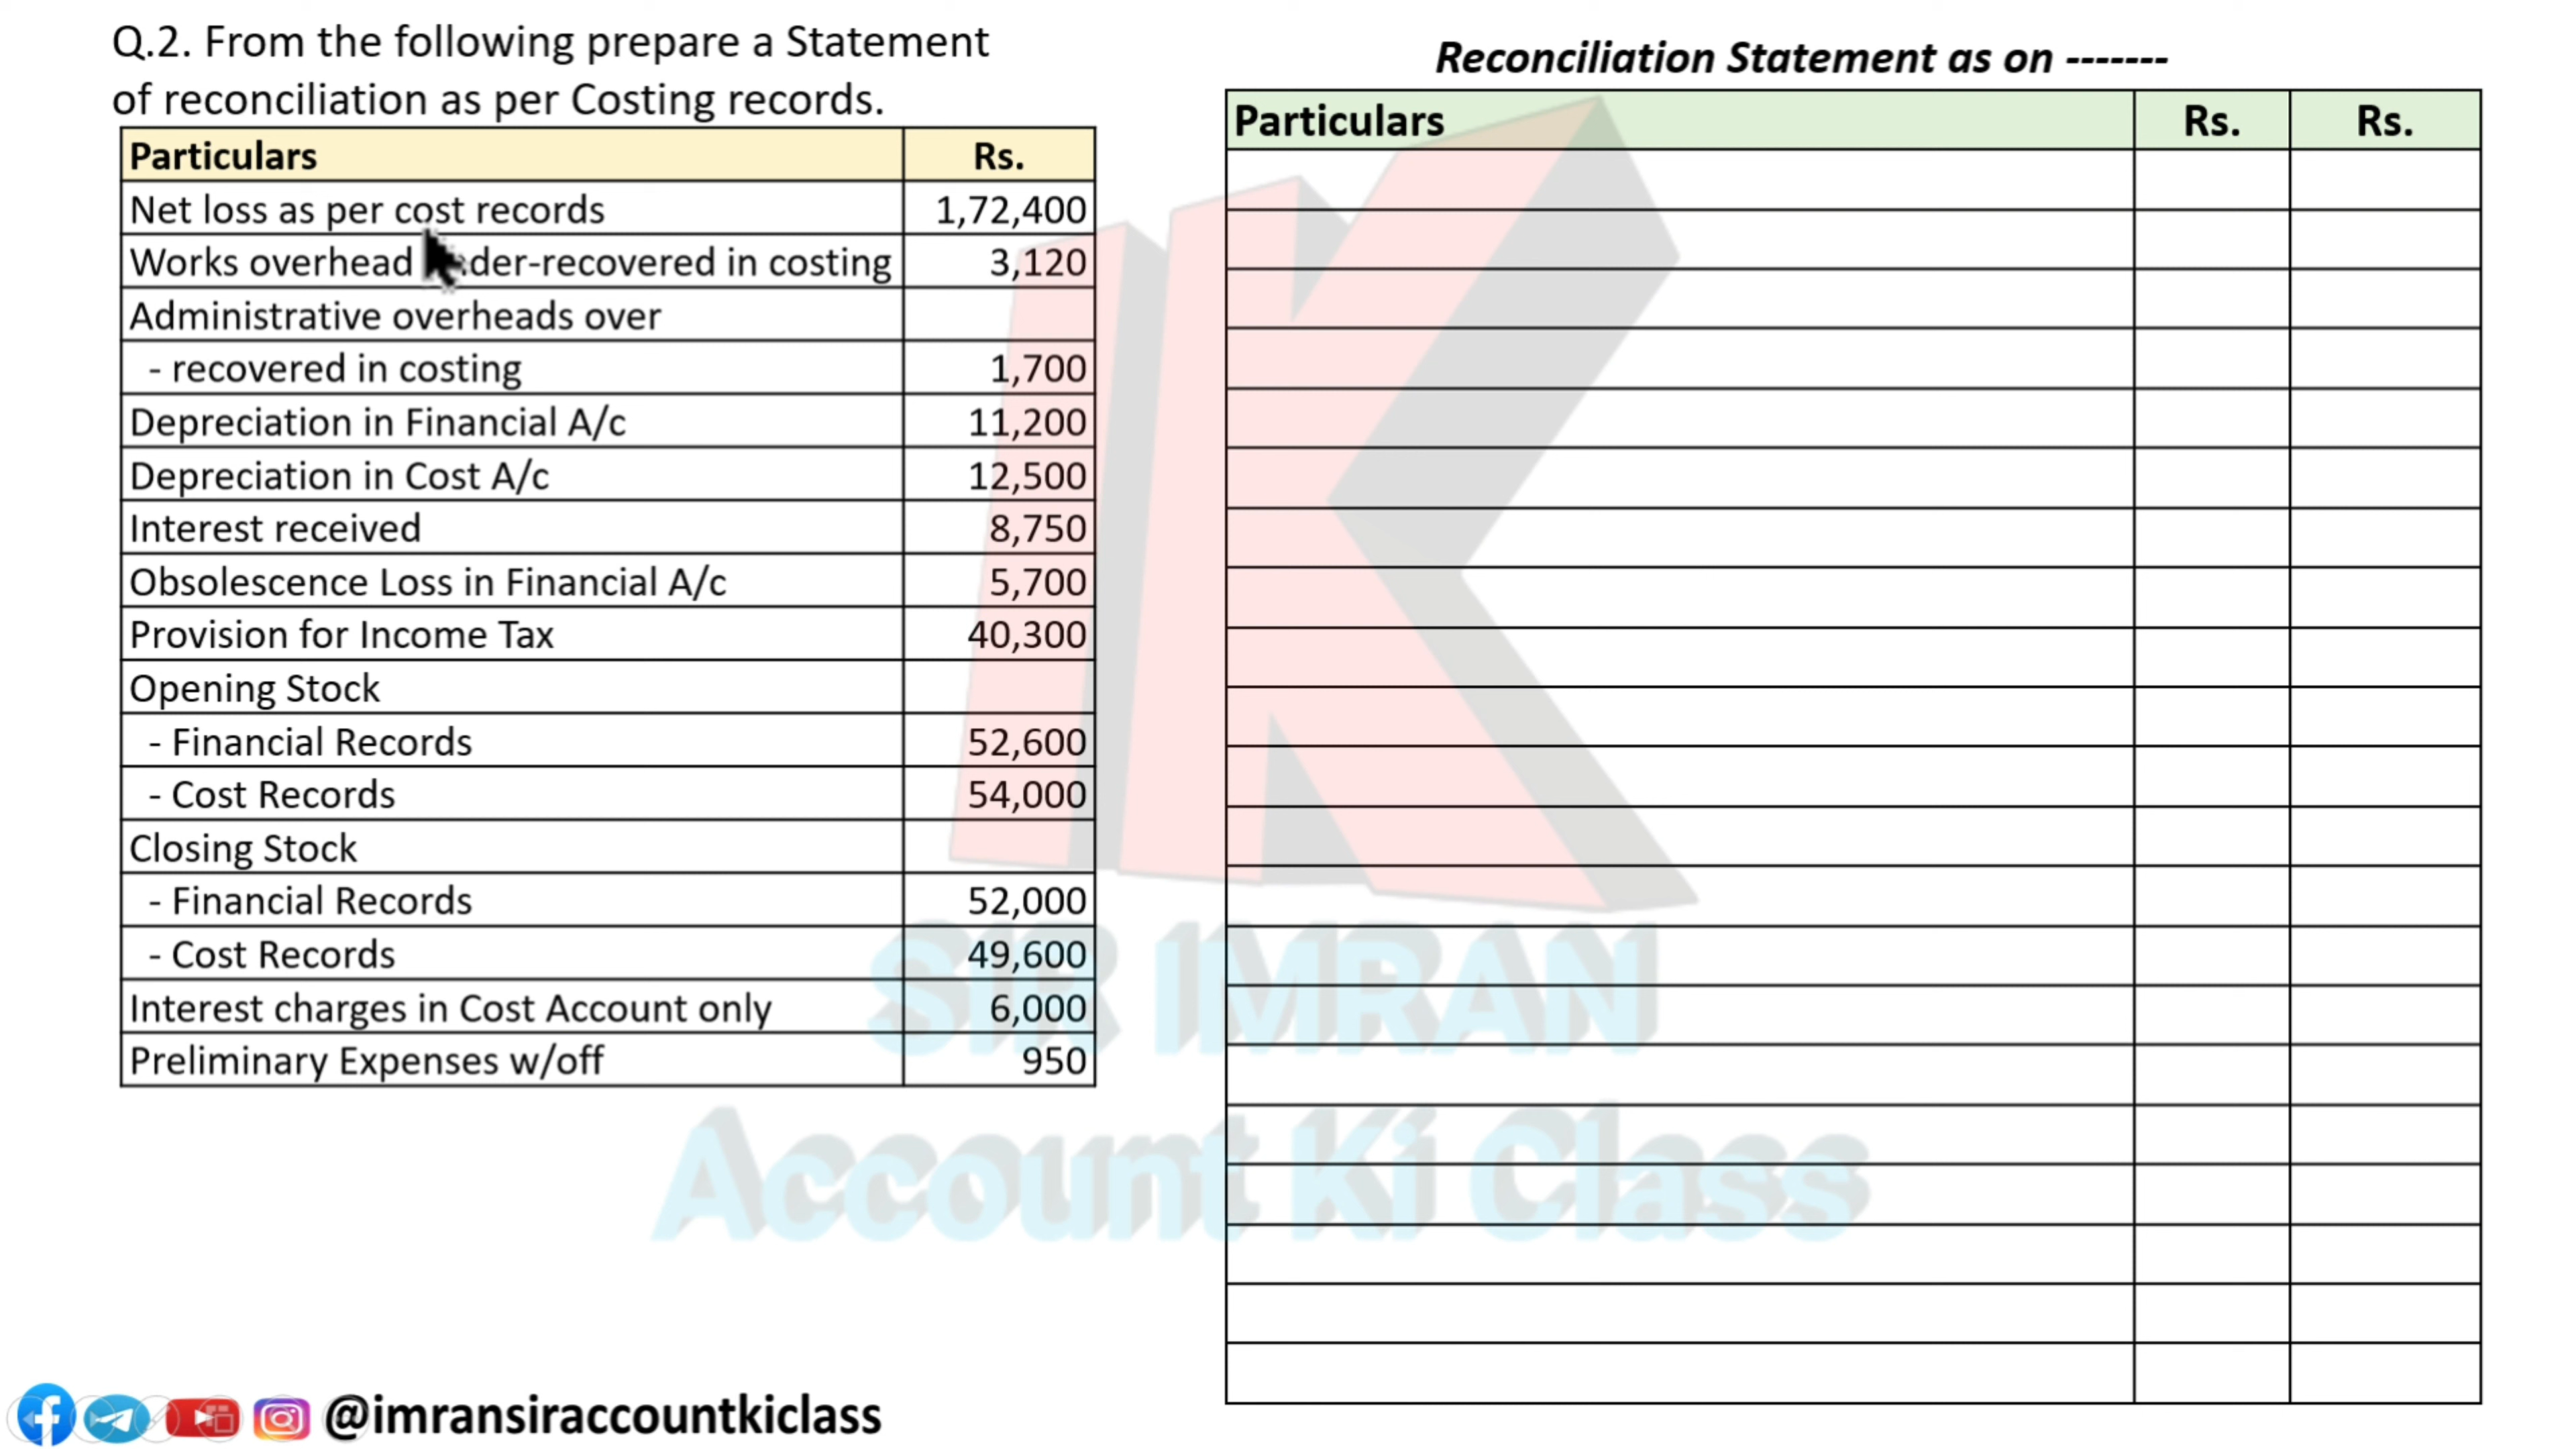 Q.2. From the following prepare a Statement
of reconciliation as per Costing records.
Particulars Rs.
Net loss as per cost records 1,72,400
Works overhead der-recovered in costing 3,120
Administrative overheads over
- recovered in costing 1,700
Depreciation in Financial A/c 11,200
Depreciation in Cost A/c 12,500
Interest received 8,750
Obsolescence Loss in Financial A/c 5,700
Provision for Income Tax 40,300
Opening Stock
- Financial Records 52,600
- Cost Records 54,000
Closing Stock
- Financial Records 52,000
- Cost Records 49,600
Interest charges in Cost Account only 6,000
Preliminary Expenses w/off 950
Reconciliation Statement as on -------
Particulars Rs. Rs.
SIR IMRAN
Account Ki Class
@imransiraccountkiclass